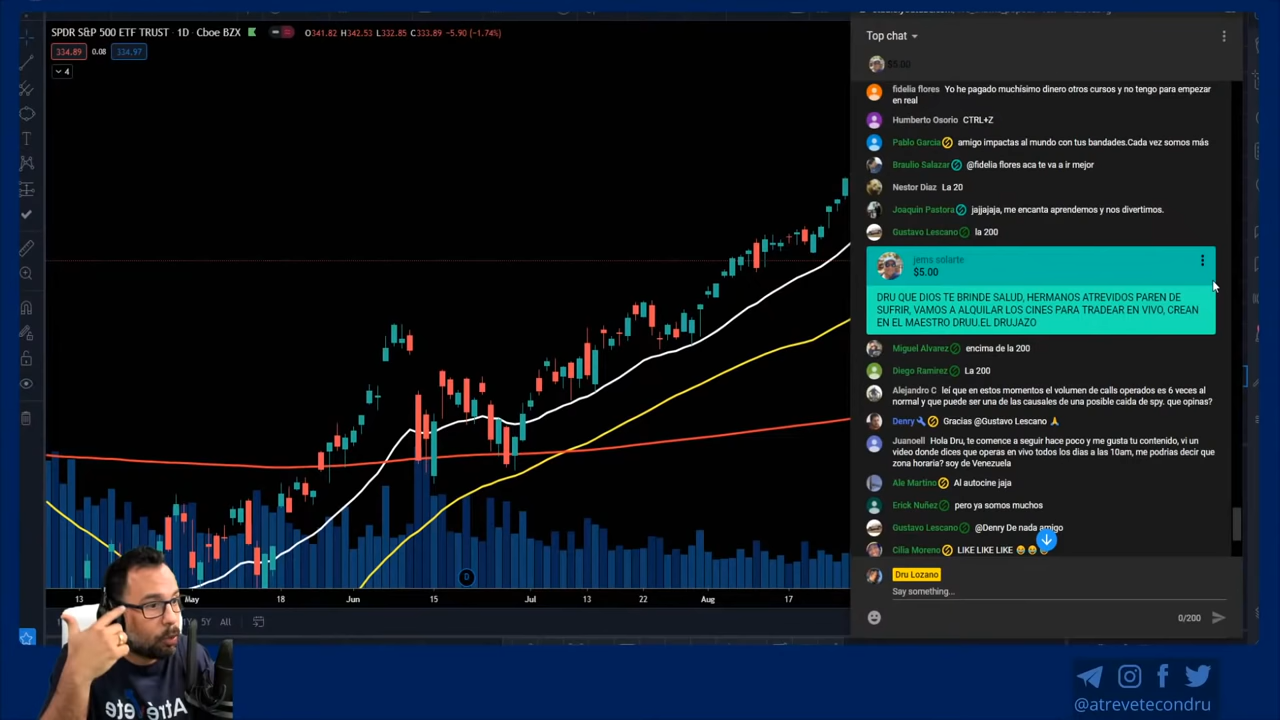 SPDR S&P 500 ETF TRUST · 1D · Cboe BZX
O341.82 H342.53 L332.85 C333.89 -5.90 (-1.74%)
334.89
0.08
334.97
4
Top chat
$5.00
fidelia flores Yo he pagado muchísimo dinero otros cursos y no tengo para empezar
en real
Humberto Osorio CTRL+Z
Pablo Garcia amigo impactas al mundo con tus bandades.Cada vez somos más
Braulio Salazar @fidelia flores aca te va a ir mejor
Nestor Diaz La 20
Joaquin Pastora jajjajaja, me encanta aprendemos y nos divertimos.
Gustavo Lescano la 200
jems solarte
$5.00
DRU QUE DIOS TE BRINDE SALUD, HERMANOS ATREVIDOS PAREN DE
SUFRIR, VAMOS A ALQUILAR LOS CINES PARA TRADEAR EN VIVO, CREAN
EN EL MAESTRO DRUU.EL DRUJAZO
Miguel Alvarez encima de la 200
Diego Ramirez La 200
Alejandro C leí que en estos momentos el volumen de calls operados es 6 veces al
normal y que puede ser una de las causales de una posible caida de spy. que opinas?
Denry Gracias @Gustavo Lescano 🙏
Juanoell Hola Dru, te comence a seguir hace poco y me gusta tu contenido, vi un
video donde dices que operas en vivo todos los dias a las 10am, me podrias decir que
zona horaria? soy de Venezuela
Ale Martino Al autocine jaja
Erick Nuñez pero ya somos muchos
Gustavo Lescano @Denry De nada amigo
Cilia Moreno LIKE LIKE LIKE 😂 😂
Dru Lozano
Say something...
0/200
13 May 18 Jun 15 Jul 13 22 Aug 17
D
5Y All
Atrévete
@atrevetecondru